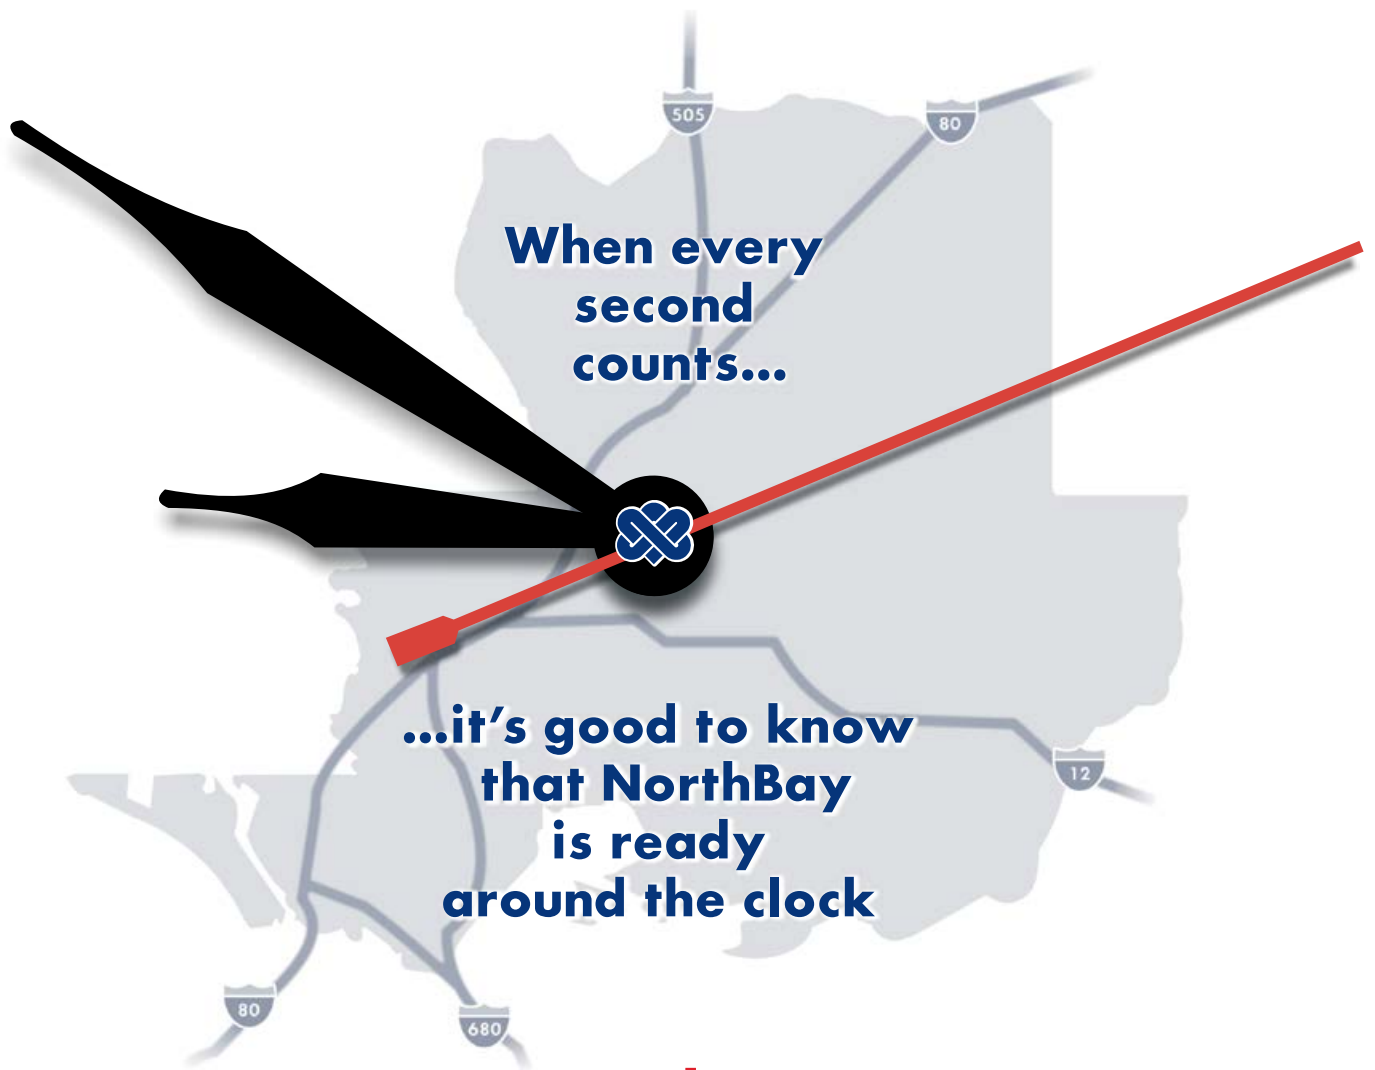 505
80
When every
second
counts...
...it's good to know
that NorthBay
is ready
around the clock
12
80
680